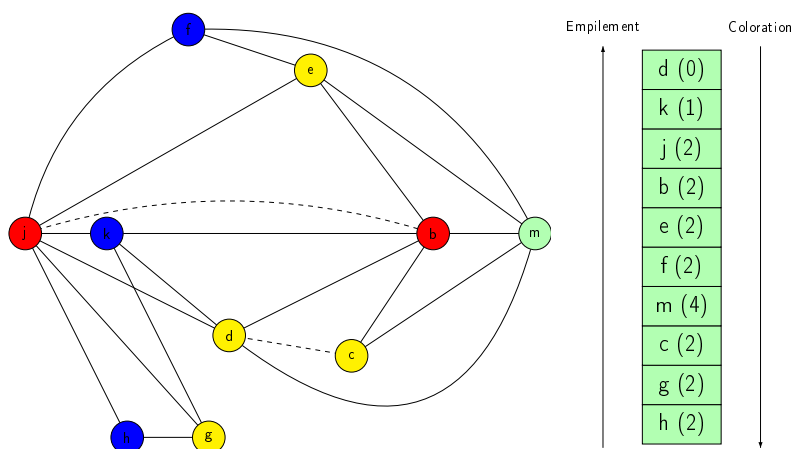 Empilement
Coloration
f
e
j
k
b
m
d
c
h
g
d (0)
k (1)
j (2)
b (2)
e (2)
f (2)
m (4)
c (2)
g (2)
h (2)